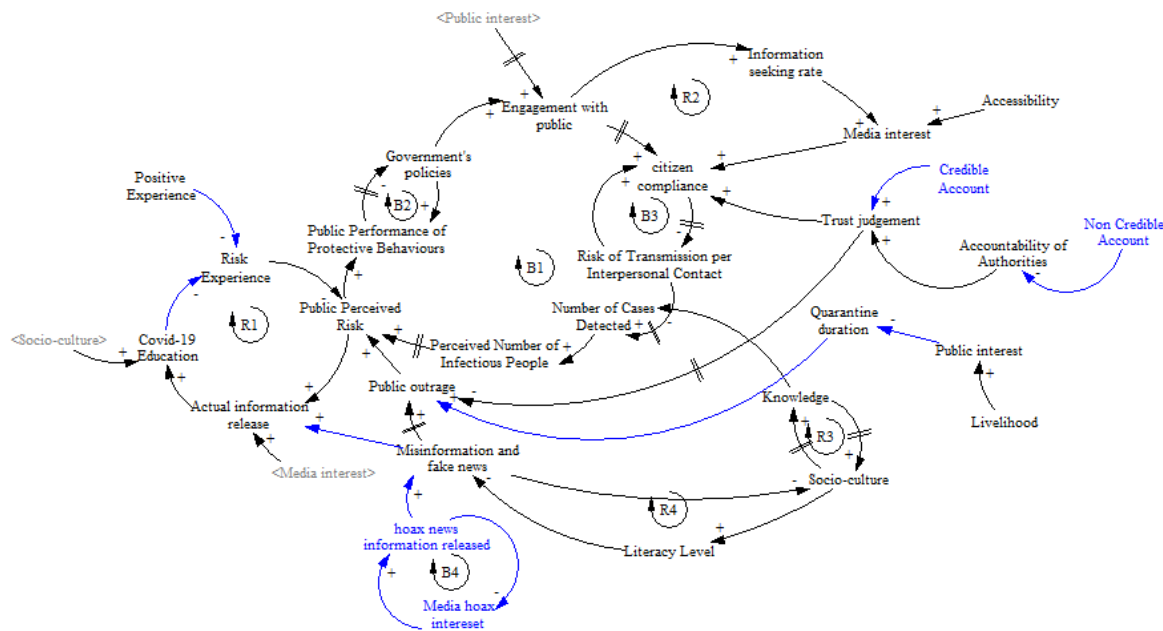 <Public interest>
Information
seeking rate
Engagement with
public
R2
Accessibility
Media interest
Government's
policies
citizen
compliance
Positive
Experience
Credible
Account
B2
B3
Trust judgement
Non Credible
Account
Public Performance of
Protective Behaviours
Risk
Experience
Risk of Transmission per
Interpersonal Contact
Accountability of
Authorities
B1
Public Perceived
Risk
Number of Cases
Detected
Quarantine
duration
R1
<Socio-culture>
Covid-19
Education
Perceived Number of
Infectious People
Public interest
Public outrage
Knowledge
Actual information
release
Livelihood
R3
Misinformation and
fake news
<Media interest>
Socio-culture
R4
hoax news
information released
Literacy Level
B4
Media hoax
intereset